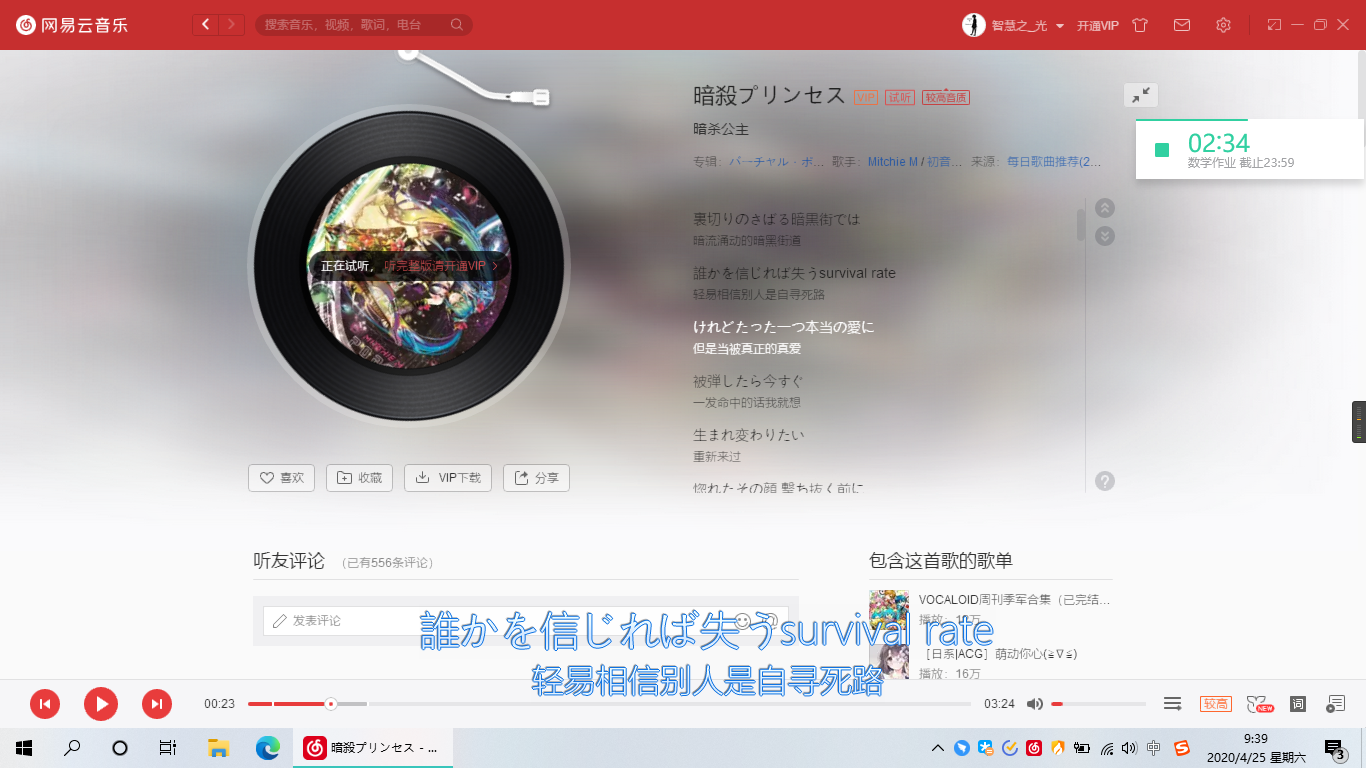 网易云音乐
搜索音乐，视频，歌词，电台
智慧之_光
开通VIP
暗殺プリンセス VIP 试听 较高音质
暗杀公主
专辑：バーチャル・ボ... 歌手：Mitchie M / 初音... 来源：每日歌曲推荐(2...
02:34
数学作业 截止23:59
裏切りのさばる暗黒街では
暗流涌动的暗黑街道
誰かを信じれば失うsurvival rate
轻易相信别人是自寻死路
けれどたった一つ本当の愛に
但是当被真正的真爱
被弾したら今すぐ
一发命中的话我就想
生まれ変わりたい
重新来过
惚れたその顔 撃ち抜く前に
正在试听， 听完整版请开通VIP >
喜欢 收藏 VIP下载 分享
听友评论 （已有556条评论）
发表评论
包含这首歌的歌单
VOCALOID周刊季军合集（已完结...
［日系|ACG］萌动你心(≧∇≦)
播放：16万
誰かを信じれば失うsurvival rate
轻易相信别人是自寻死路
00:23
03:24
较高
NEW
词
暗殺プリンセス - ...
中
9:39
2020/4/25 星期六
3